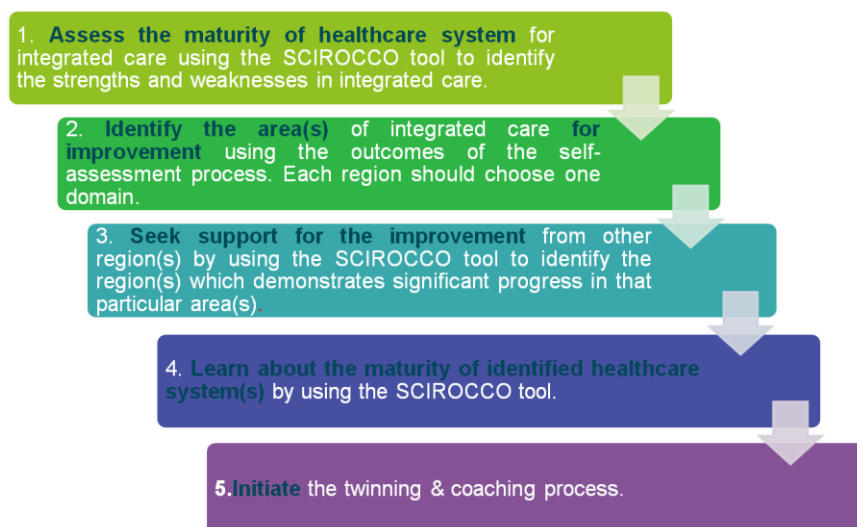 1. Assess the maturity of healthcare system for
integrated care using the SCIROCCO tool to identify
the strengths and weaknesses in integrated care.
2. Identify the area(s) of integrated care for
improvement using the outcomes of the self-
assessment process. Each region should choose one
domain.
3. Seek support for the improvement from other
region(s) by using the SCIROCCO tool to identify the
region(s) which demonstrates significant progress in that
particular area(s).
4. Learn about the maturity of identified healthcare
system(s) by using the SCIROCCO tool.
5.Initiate the twinning & coaching process.